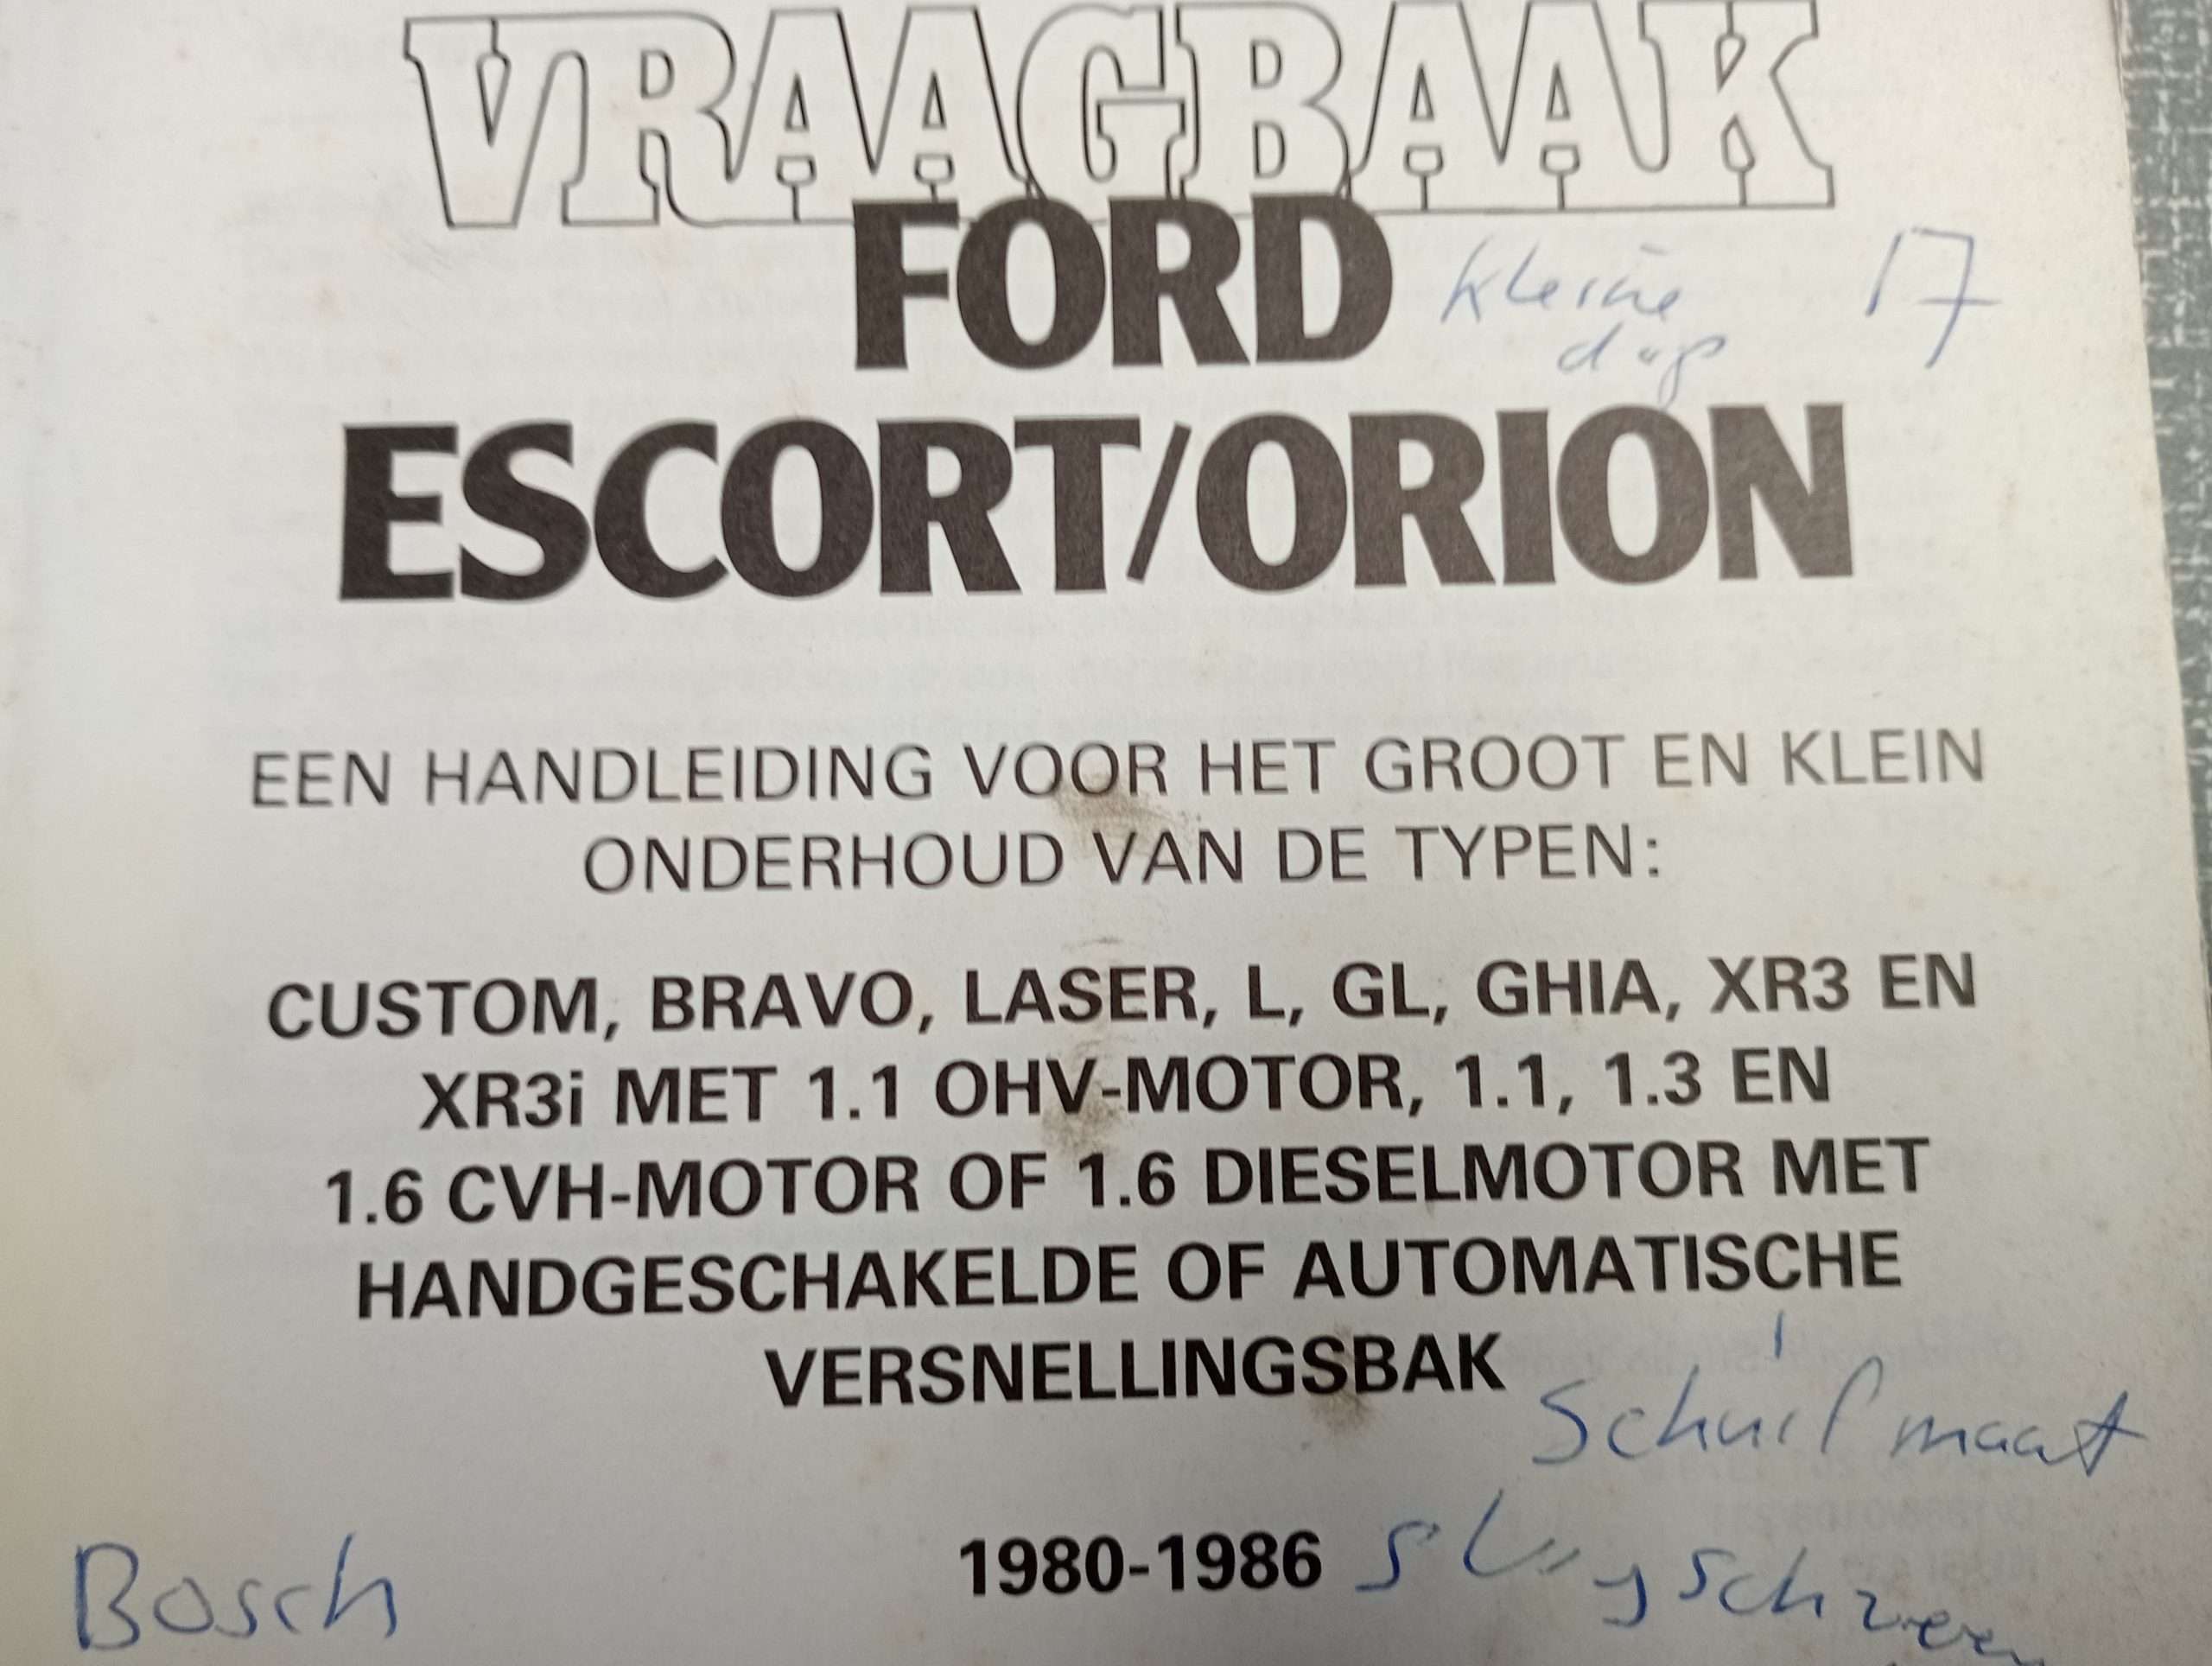 VRAAGBAAK
FORD
kleine 17
dop
ESCORT/ORION
EEN HANDLEIDING VOOR HET GROOT EN KLEIN
ONDERHOUD VAN DE TYPEN:
CUSTOM, BRAVO, LASER, L, GL, GHIA, XR3 EN
XR3i MET 1.1 OHV-MOTOR, 1.1, 1.3 EN
1.6 CVH-MOTOR OF 1.6 DIESELMOTOR MET
HANDGESCHAKELDE OF AUTOMATISCHE
VERSNELLINGSBAK
Schuifmaat
1980-1986
Bosch